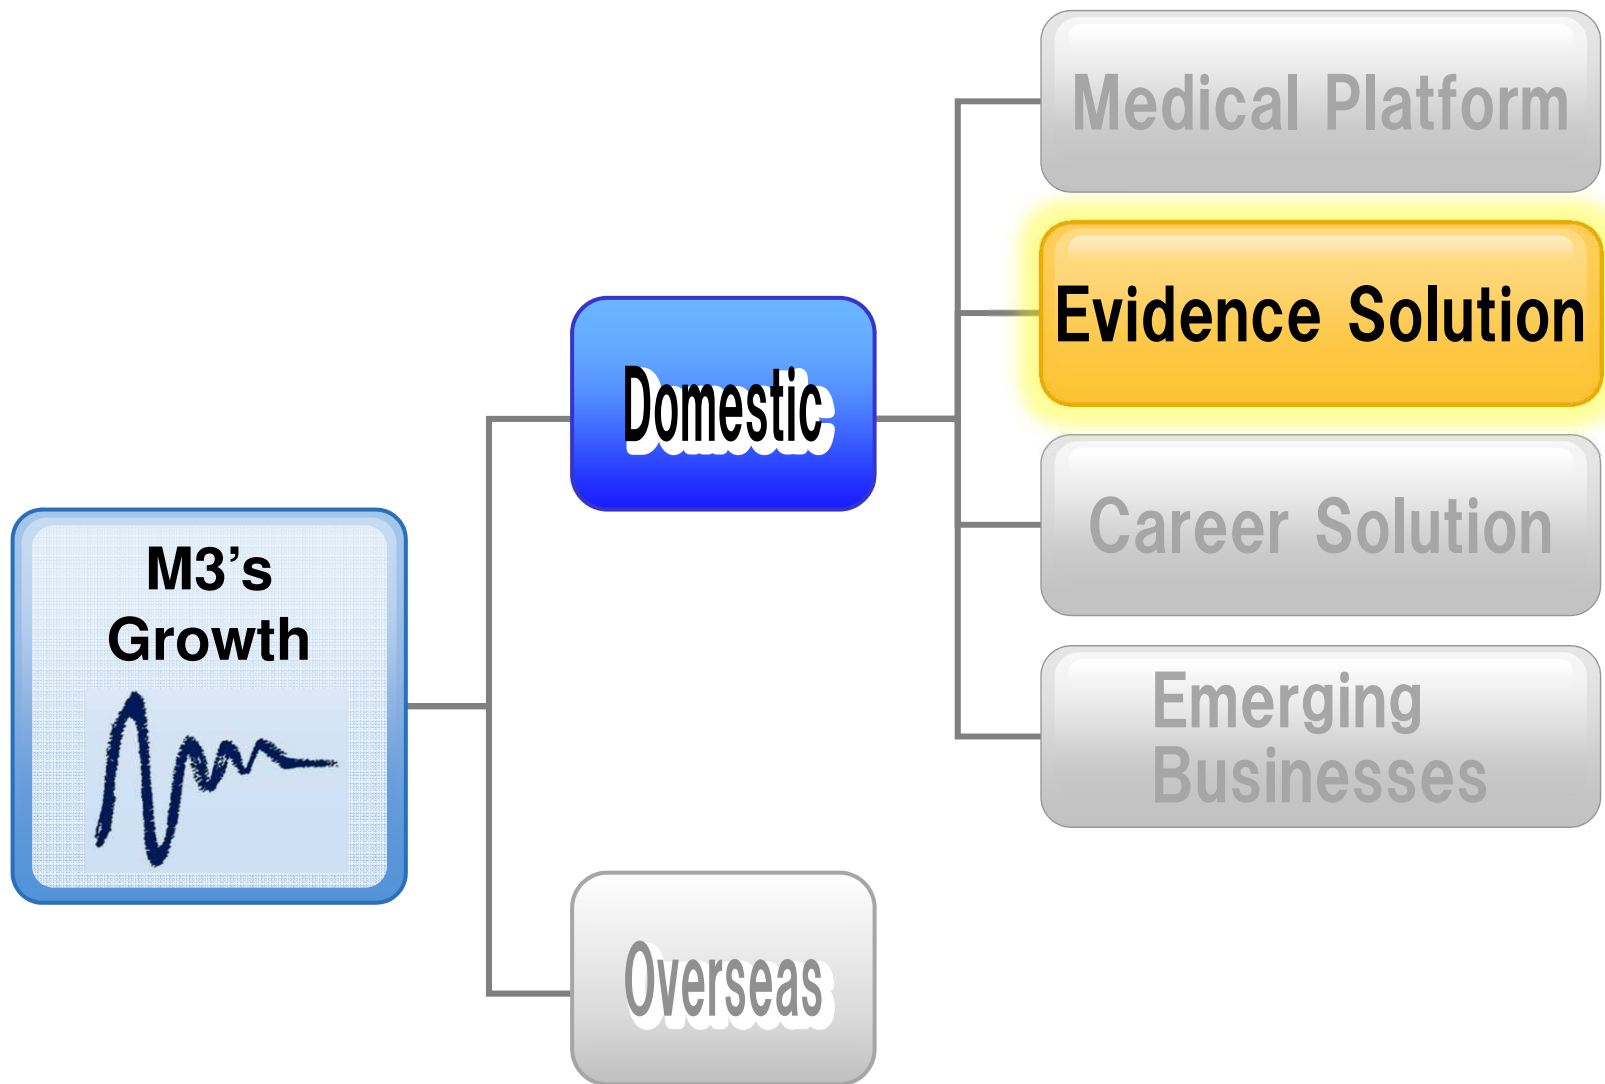 M3’s
Growth
Domestic
Overseas
Medical Platform
Evidence Solution
Career Solution
Emerging
Businesses